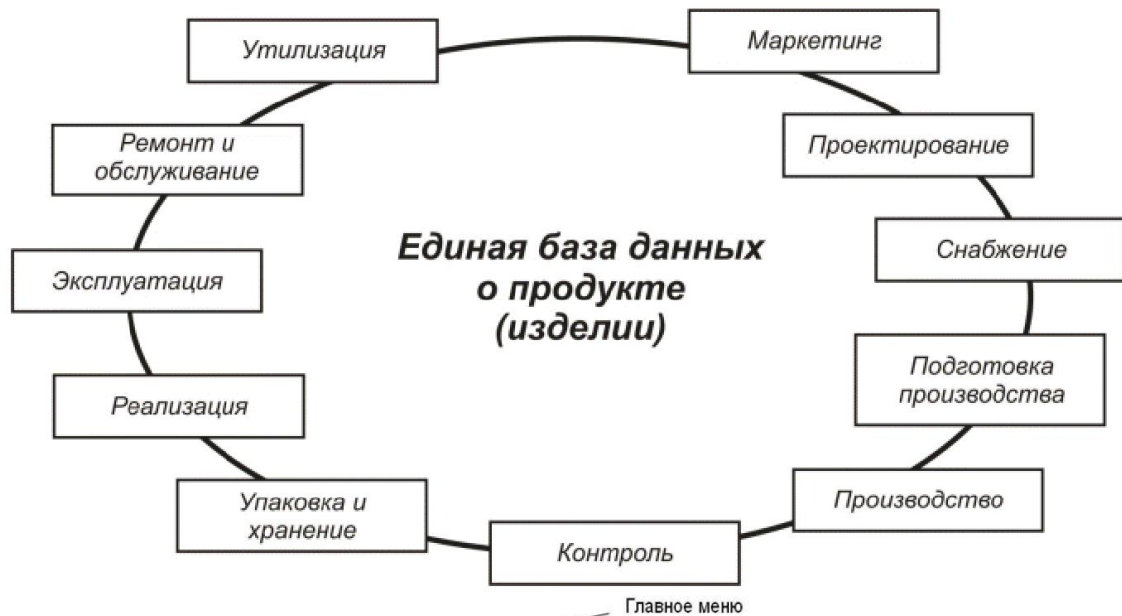 Утилизация
Маркетинг
Проектирование
Снабжение
Подготовка
производства
Производство
Контроль
Упаковка и
хранение
Реализация
Эксплуатация
Ремонт и
обслуживание
Единая база данных
о продукте
(изделии)
Главное меню